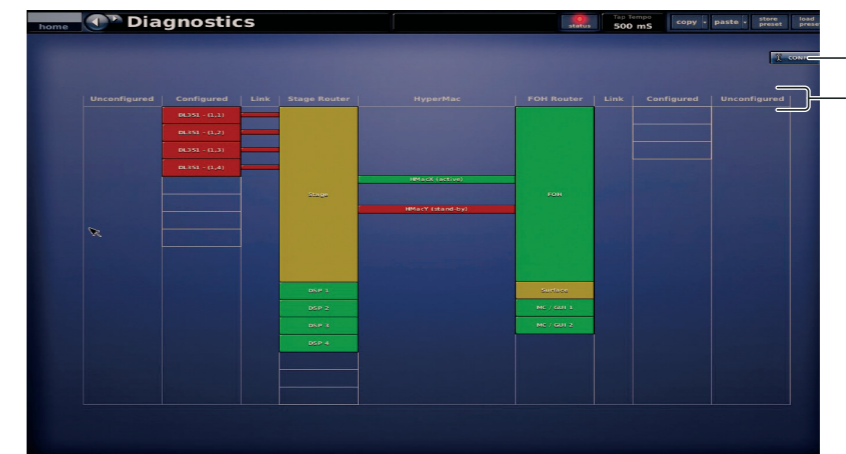 home Diagnostics status Tap Tempo 500 mS copy paste store preset load
CONFI
Unconfigured Configured Link Stage Router HyperMac FOH Router Link Configured Unconfigured
DL351 - (1,1)
DL351 - (1,2)
DL351 - (1,3)
DL351 - (1,4)
HMacX (active)
Stage FOH
HMacY (stand-by)
DSP 1 Surface
DSP 2 MC / GUI 1
DSP 3 MC / GUI 2
DSP 4